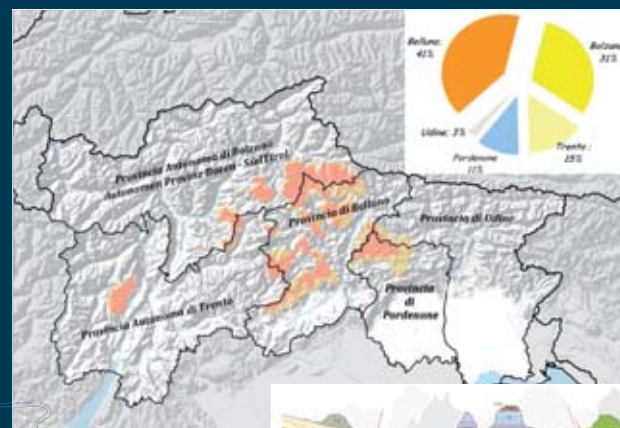 Belluno:
41%
Bolzano
31%
Udine: 3%
Pordenone
11%
Trento:
15%
Provincia Autonoma di Bolzano
Autonomen Provinz Bozen - Südtirol
Provincia di Belluno
Provincia di Udine
Provincia Autonoma di Trento
Provincia
di
Pordenone